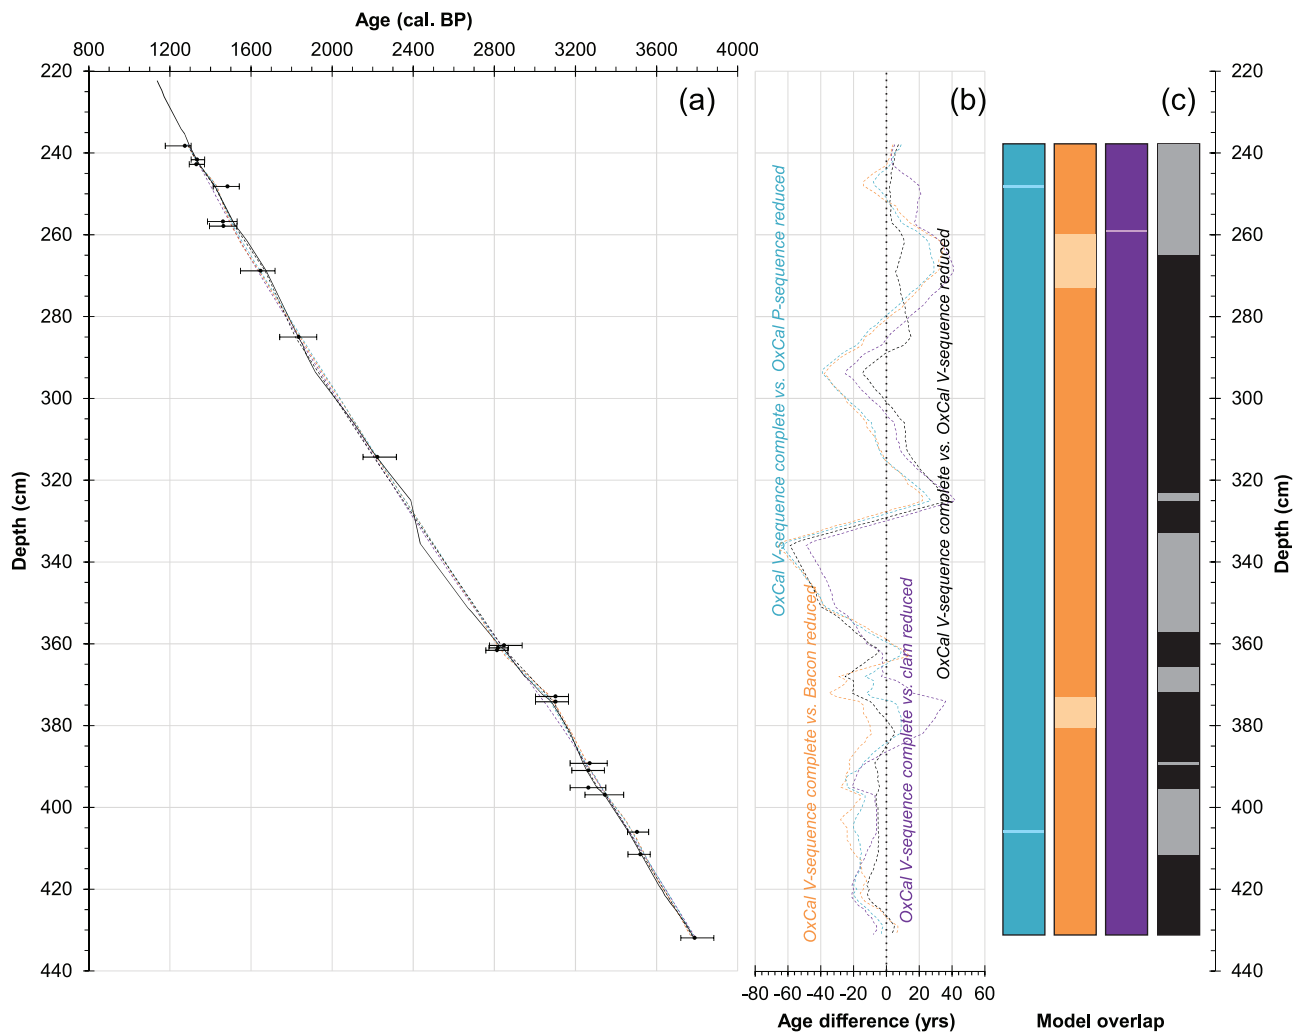 Age (cal. BP)
800 1200 1600 2000 2400 2800 3200 3600 4000
Depth (cm)
220
240
260
280
300
320
340
360
380
400
420
440
(a)
(b)
OxCal V-sequence complete vs. OxCal P-sequence reduced
OxCal V-sequence complete vs. OxCal V-sequence reduced
OxCal V-sequence complete vs. Bacon reduced
OxCal V-sequence complete vs. clam reduced
-80 -60 -40 -20 0 20 40 60
Age difference (yrs)
(c)
Model overlap
220
240
260
280
300
320
340
360
380
400
420
440
Depth (cm)